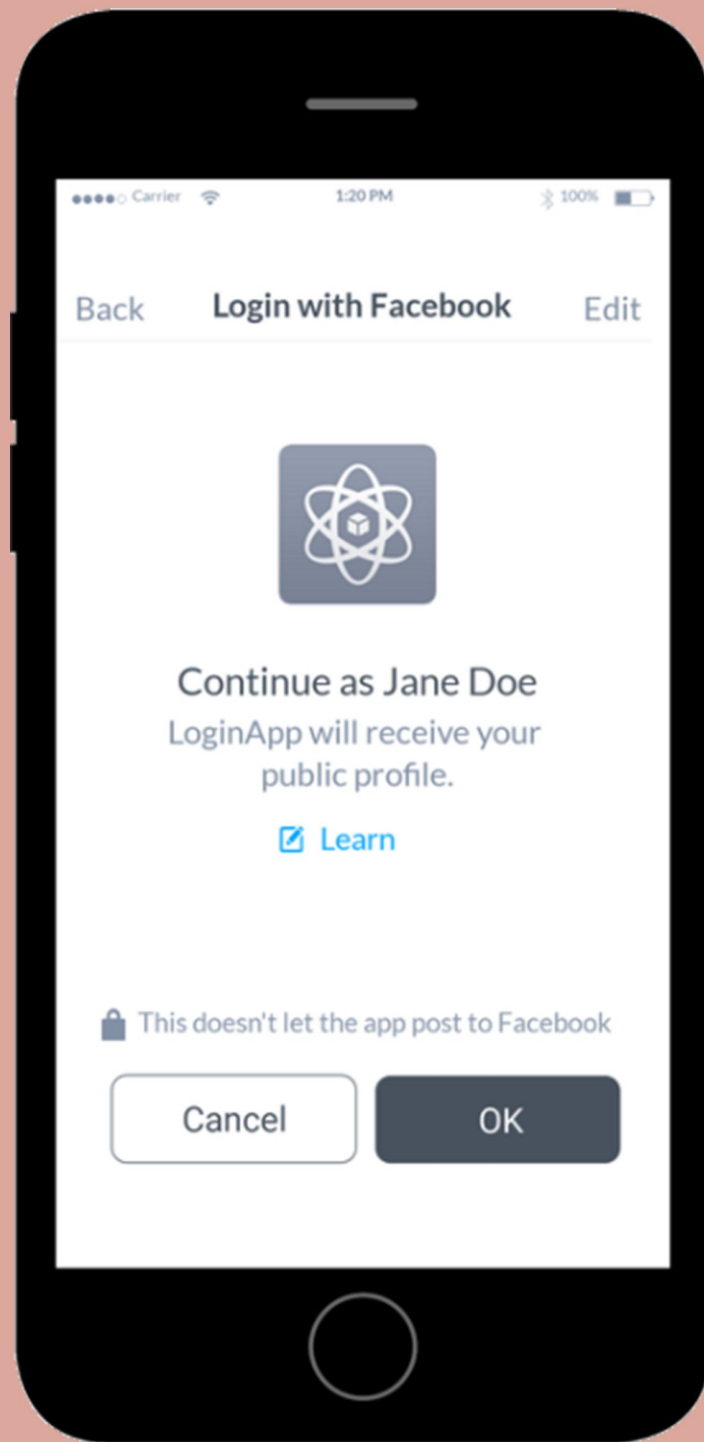 Carrier 1:20 PM 100%
Back Login with Facebook Edit
Continue as Jane Doe
LoginApp will receive your
public profile.
Learn
This doesn't let the app post to Facebook
Cancel OK